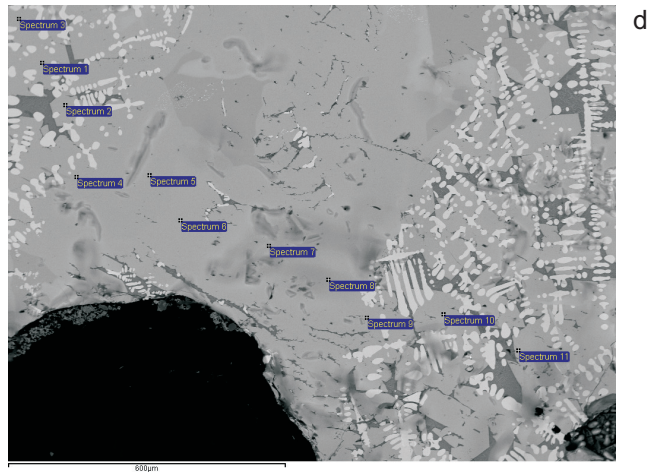 d
Spectrum 3
Spectrum 1
Spectrum 2
Spectrum 4
Spectrum 5
Spectrum 6
Spectrum 7
Spectrum 8
Spectrum 9
Spectrum 10
Spectrum 11
600µm